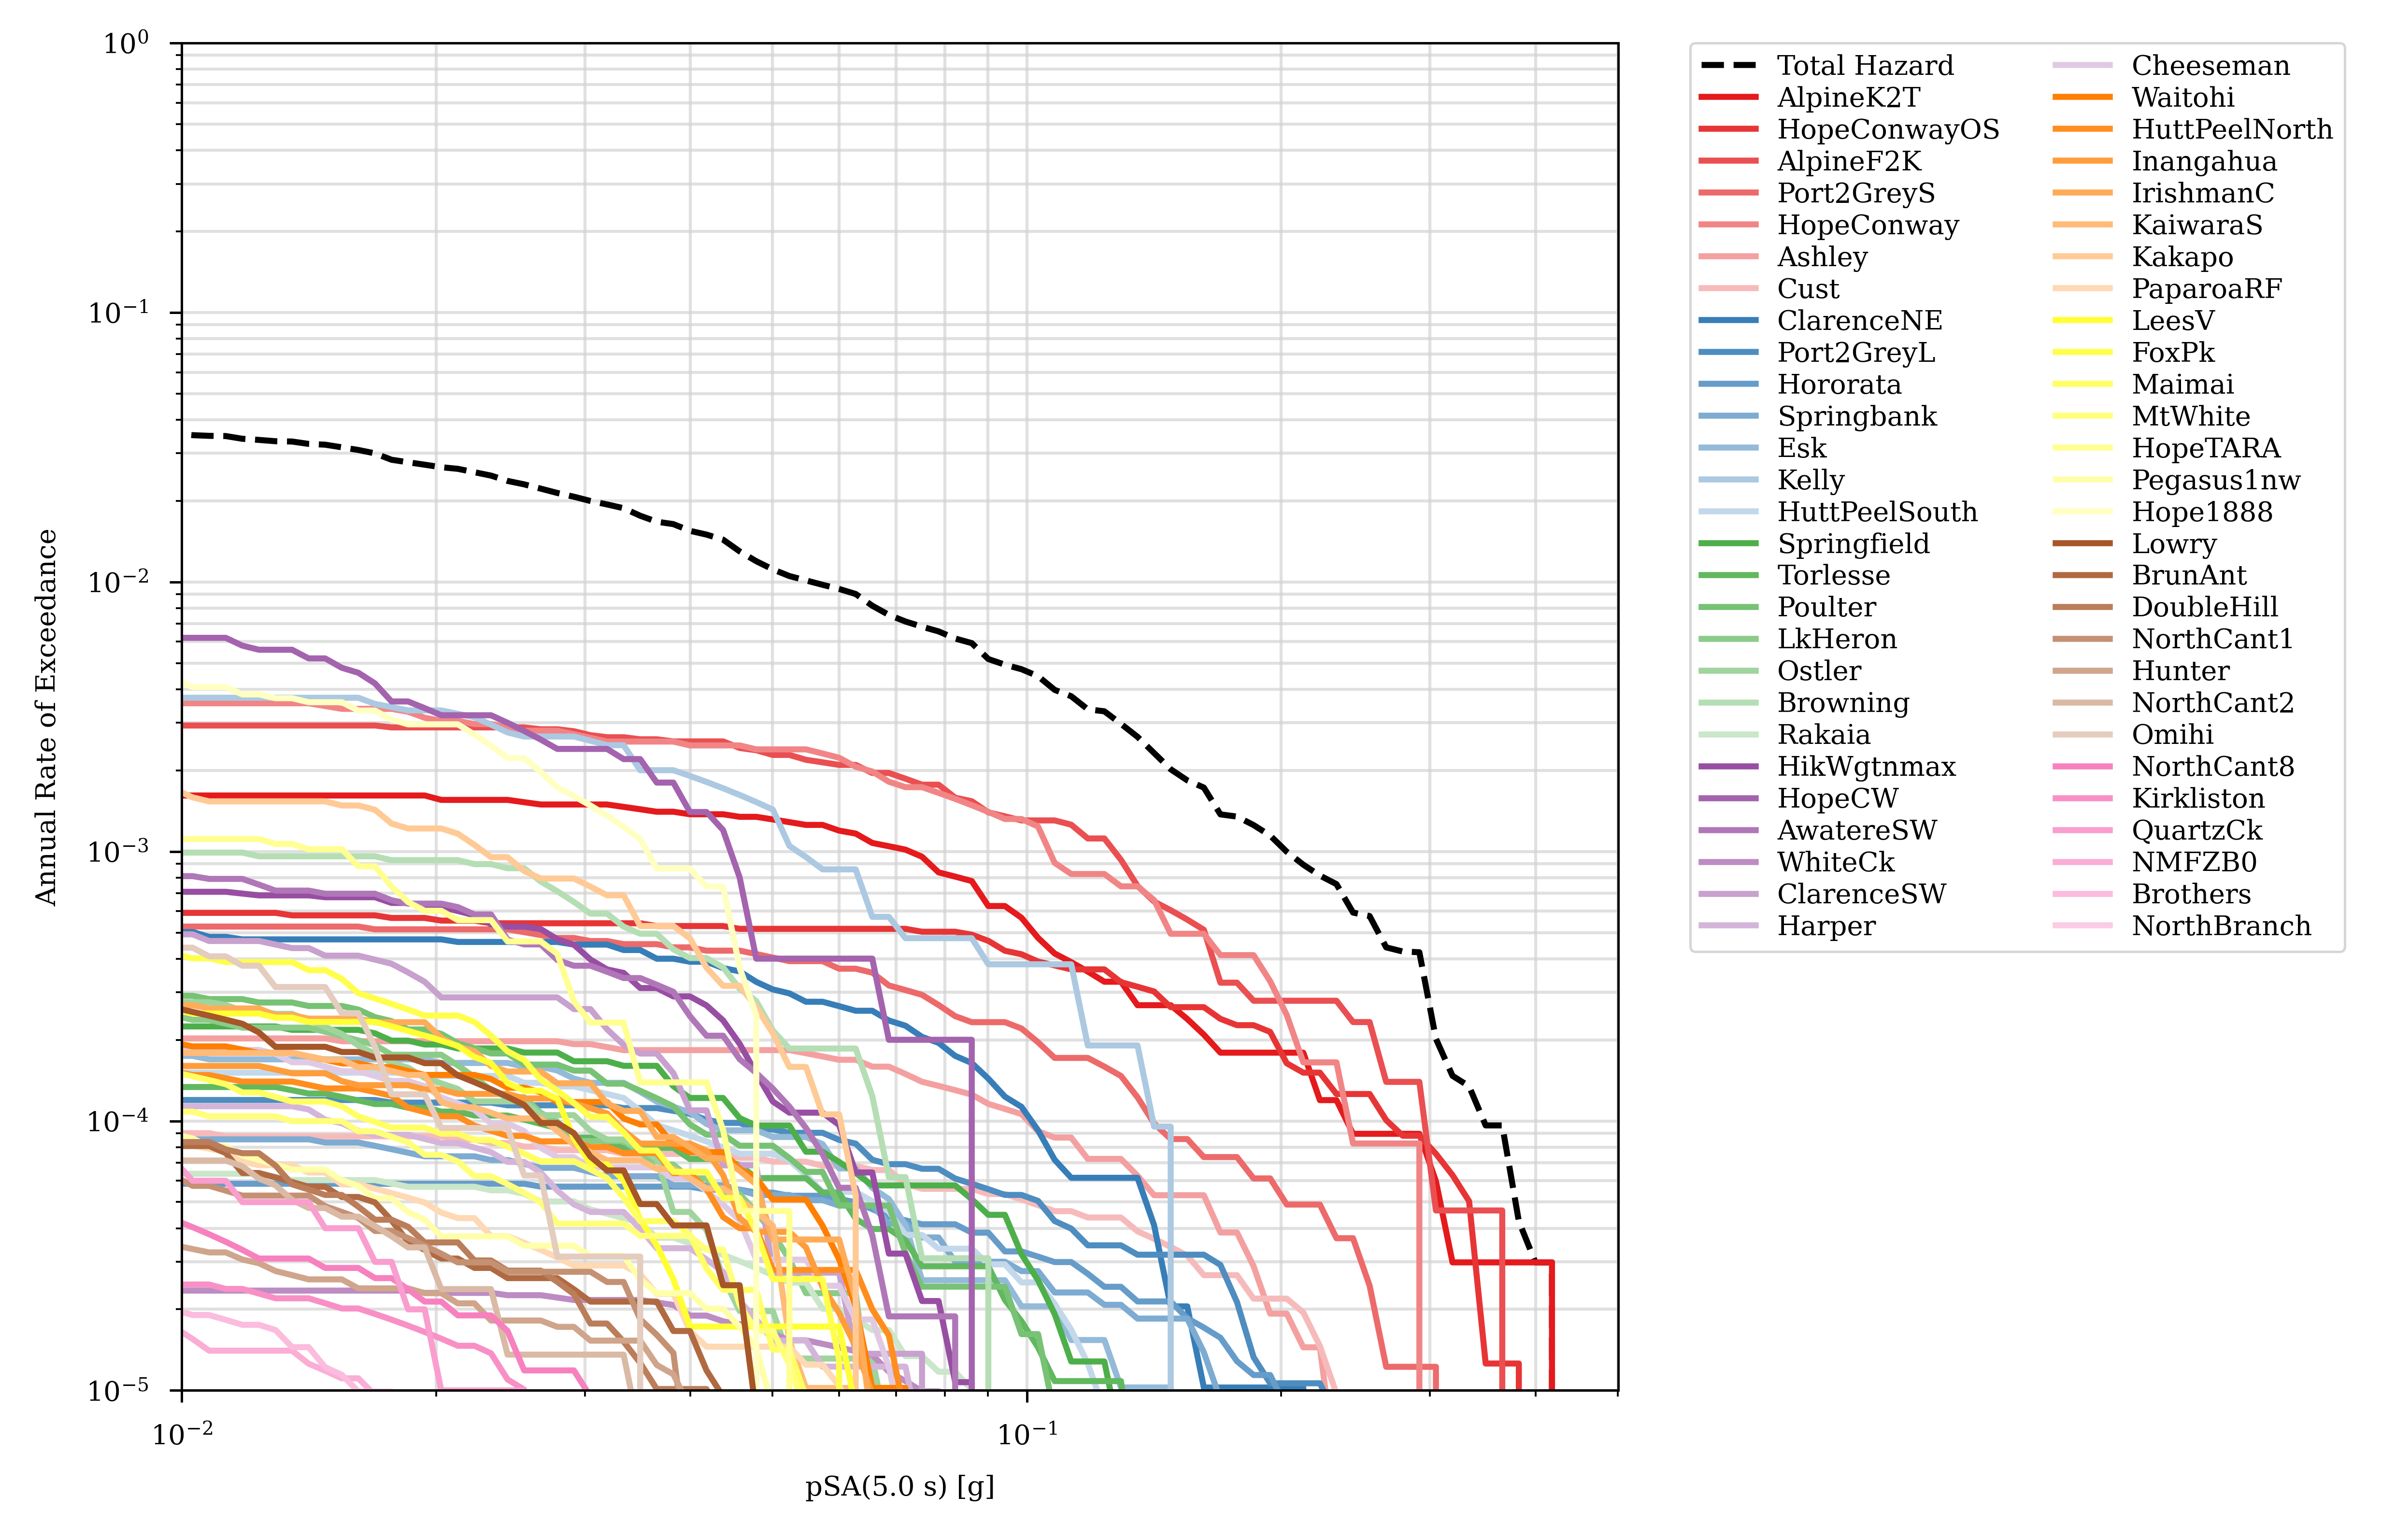 10⁰
10⁻¹
10⁻²
10⁻³
10⁻⁴
10⁻⁵
Annual Rate of Exceedance
10⁻²
10⁻¹
pSA(5.0 s) [g]
Total Hazard
AlpineK2T
HopeConwayOS
AlpineF2K
Port2GreyS
HopeConway
Ashley
Cust
ClarenceNE
Port2GreyL
Hororata
Springbank
Esk
Kelly
HuttPeelSouth
Springfield
Torlesse
Poulter
LkHeron
Ostler
Browning
Rakaia
HikWgtnmax
HopeCW
AwatereSW
WhiteCk
ClarenceSW
Harper
Cheeseman
Waitohi
HuttPeelNorth
Inangahua
IrishmanC
KaiwaraS
Kakapo
PaparoaRF
LeesV
FoxPk
Maimai
MtWhite
HopeTARA
Pegasus1nw
Hope1888
Lowry
BrunAnt
DoubleHill
NorthCant1
Hunter
NorthCant2
Omihi
NorthCant8
Kirkliston
QuartzCk
NMFZB0
Brothers
NorthBranch